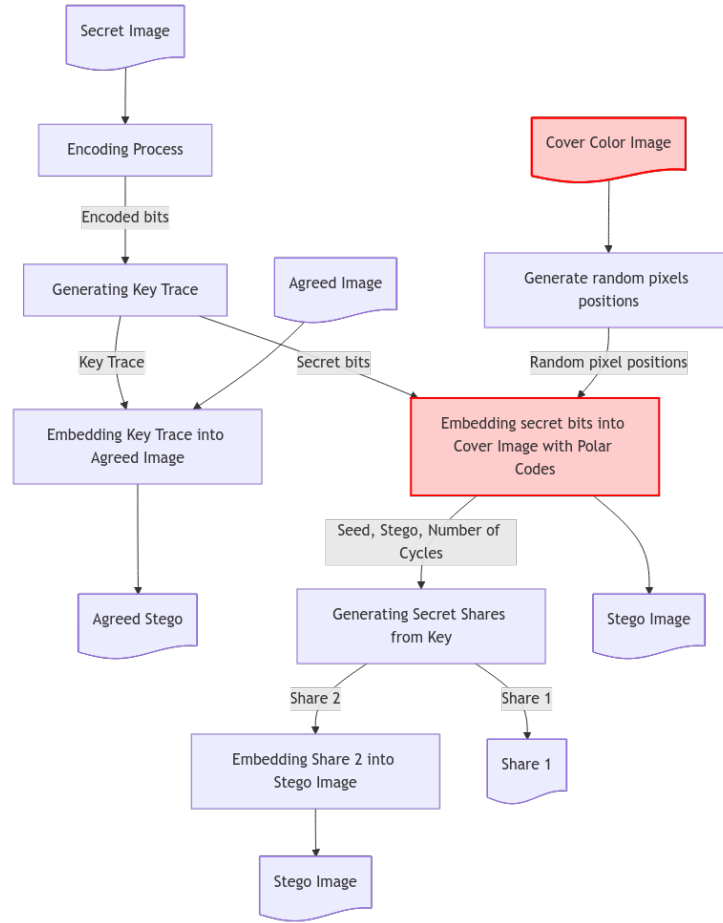 Secret Image
Encoding Process
Cover Color Image
Encoded bits
Generating Key Trace
Agreed Image
Generate random pixels
positions
Key Trace
Secret bits
Random pixel positions
Embedding Key Trace into
Agreed Image
Embedding secret bits into
Cover Image with Polar
Codes
Seed, Stego, Number of
Cycles
Agreed Stego
Generating Secret Shares
from Key
Stego Image
Share 2
Share 1
Embedding Share 2 into
Stego Image
Share 1
Stego Image